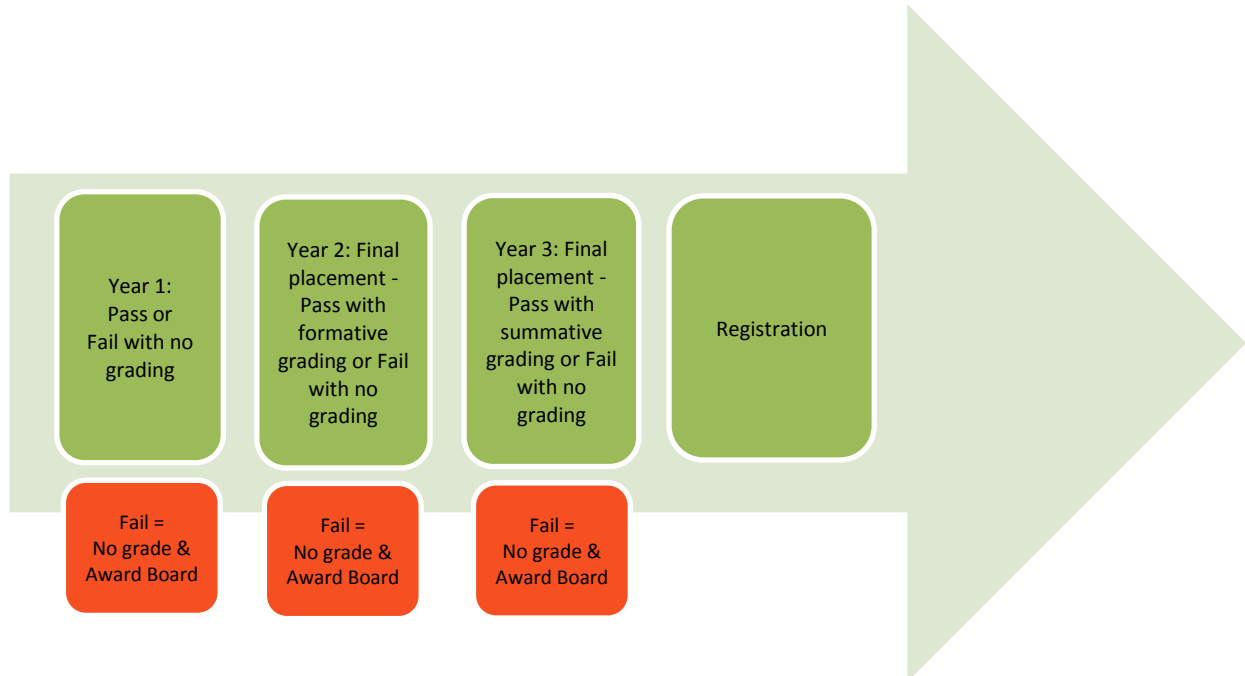 Year 1:
Pass or
Fail with no
grading
Year 2: Final
placement -
Pass with
formative
grading or Fail
with no
grading
Year 3: Final
placement -
Pass with
summative
grading or Fail
with no
grading
Registration
Fail =
No grade &
Award Board
Fail =
No grade &
Award Board
Fail =
No grade &
Award Board